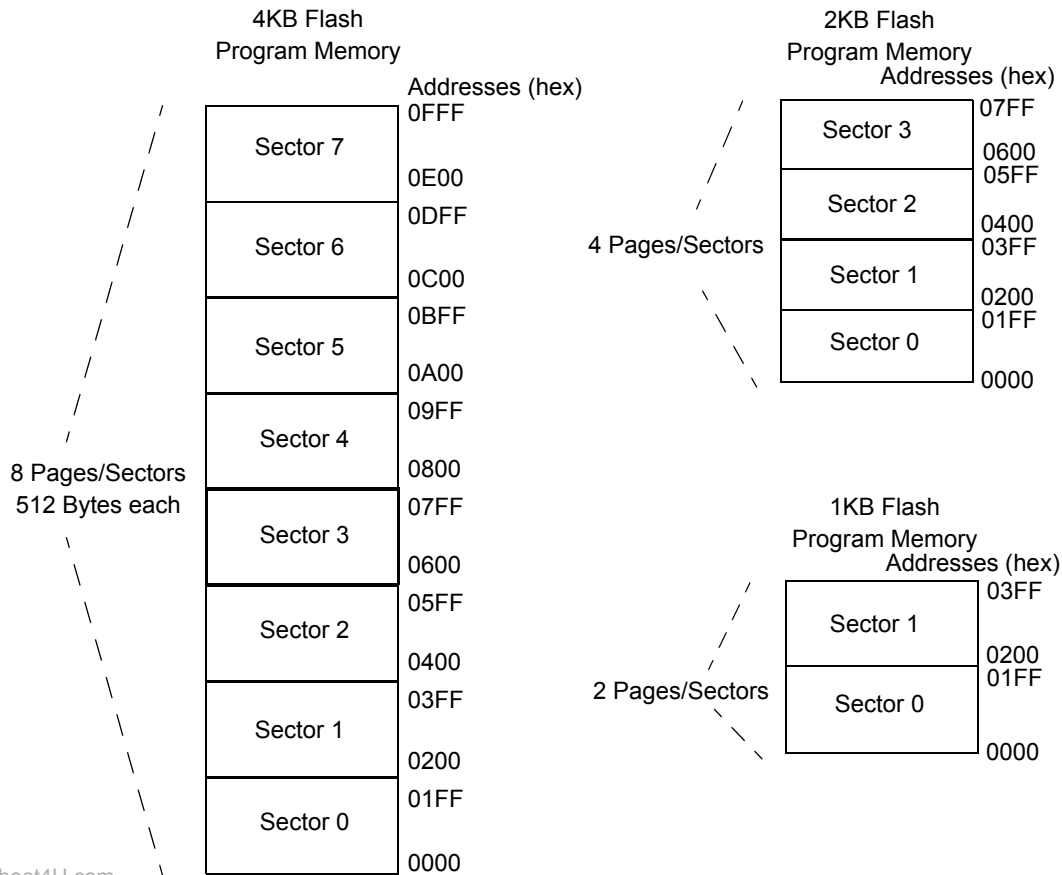 4KB Flash
Program Memory
Addresses (hex)
0FFF
Sector 7
0E00
0DFF
Sector 6
0C00
0BFF
Sector 5
0A00
09FF
Sector 4
0800
8 Pages/Sectors
512 Bytes each
07FF
Sector 3
0600
05FF
Sector 2
0400
03FF
Sector 1
0200
01FF
Sector 0
0000
2KB Flash
Program Memory
Addresses (hex)
07FF
Sector 3
0600
05FF
Sector 2
0400
4 Pages/Sectors
03FF
Sector 1
0200
01FF
Sector 0
0000
1KB Flash
Program Memory
Addresses (hex)
03FF
Sector 1
0200
2 Pages/Sectors
01FF
Sector 0
0000